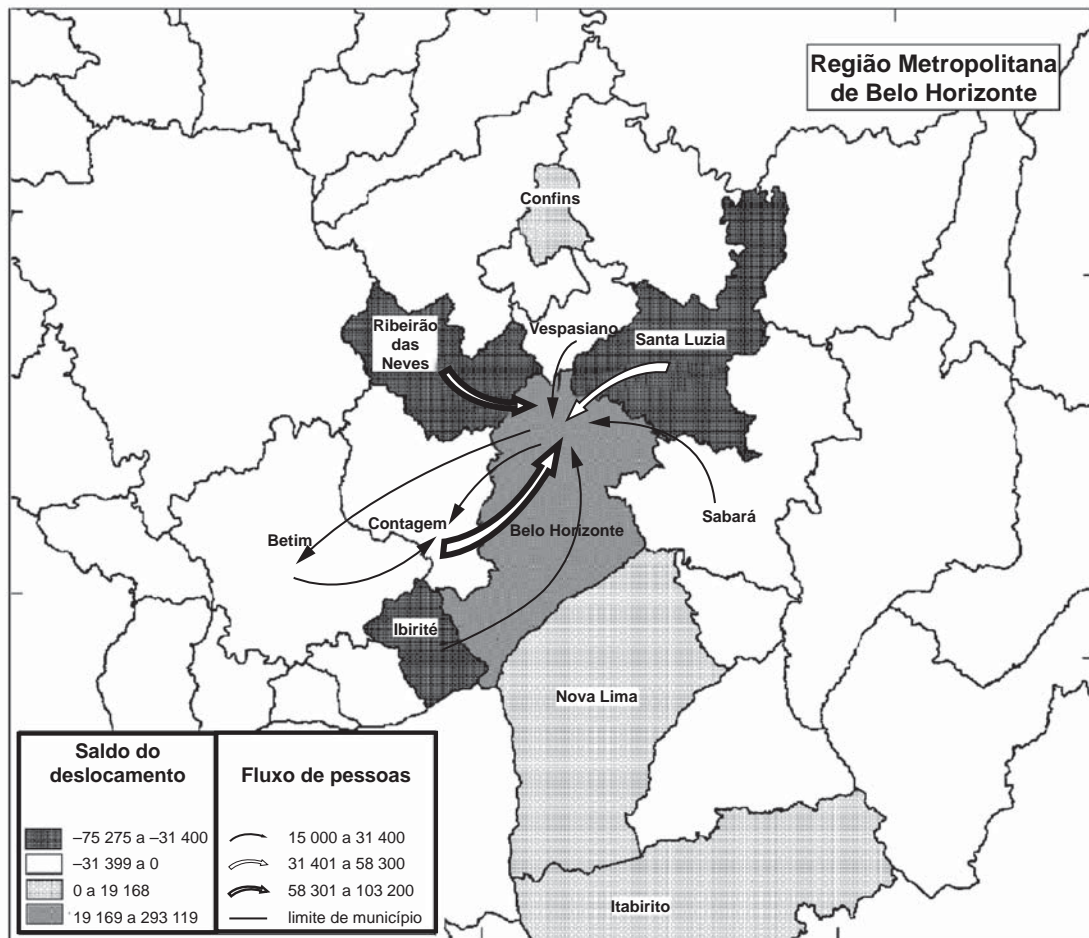 Região Metropolitana
de Belo Horizonte
Confins
Ribeirão
das
Neves
Vespasiano
Santa Luzia
Contagem
Betim
Belo Horizonte
Sabará
Ibirité
Nova Lima
Itabirito
Saldo do
deslocamento
–75 275 a –31 400
–31 399 a 0
0 a 19 168
19 169 a 293 119
Fluxo de pessoas
15 000 a 31 400
31 401 a 58 300
58 301 a 103 200
limite de município